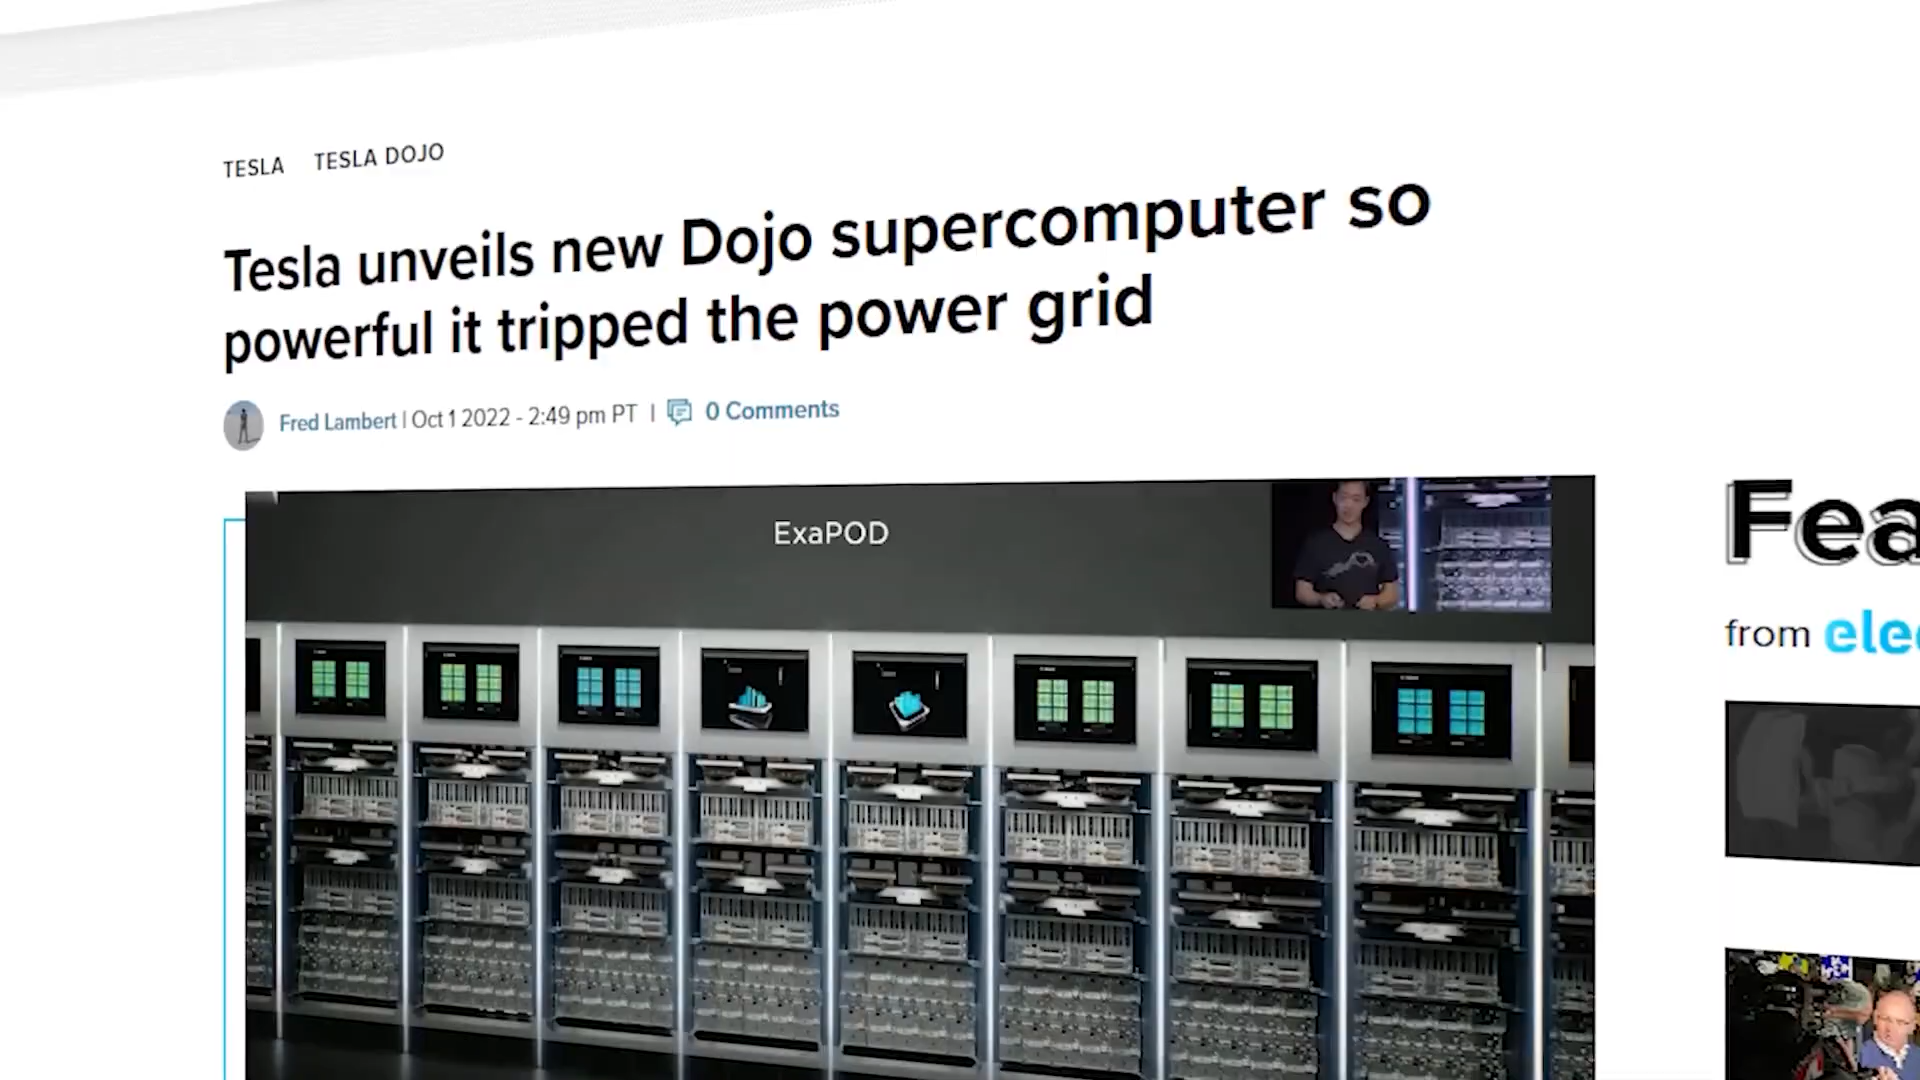 TESLA TESLA DOJO
Tesla unveils new Dojo supercomputer so
powerful it tripped the power grid
Fred Lambert | Oct 1 2022 - 2:49 pm PT | 0 Comments
ExaPOD
Fea
from elec